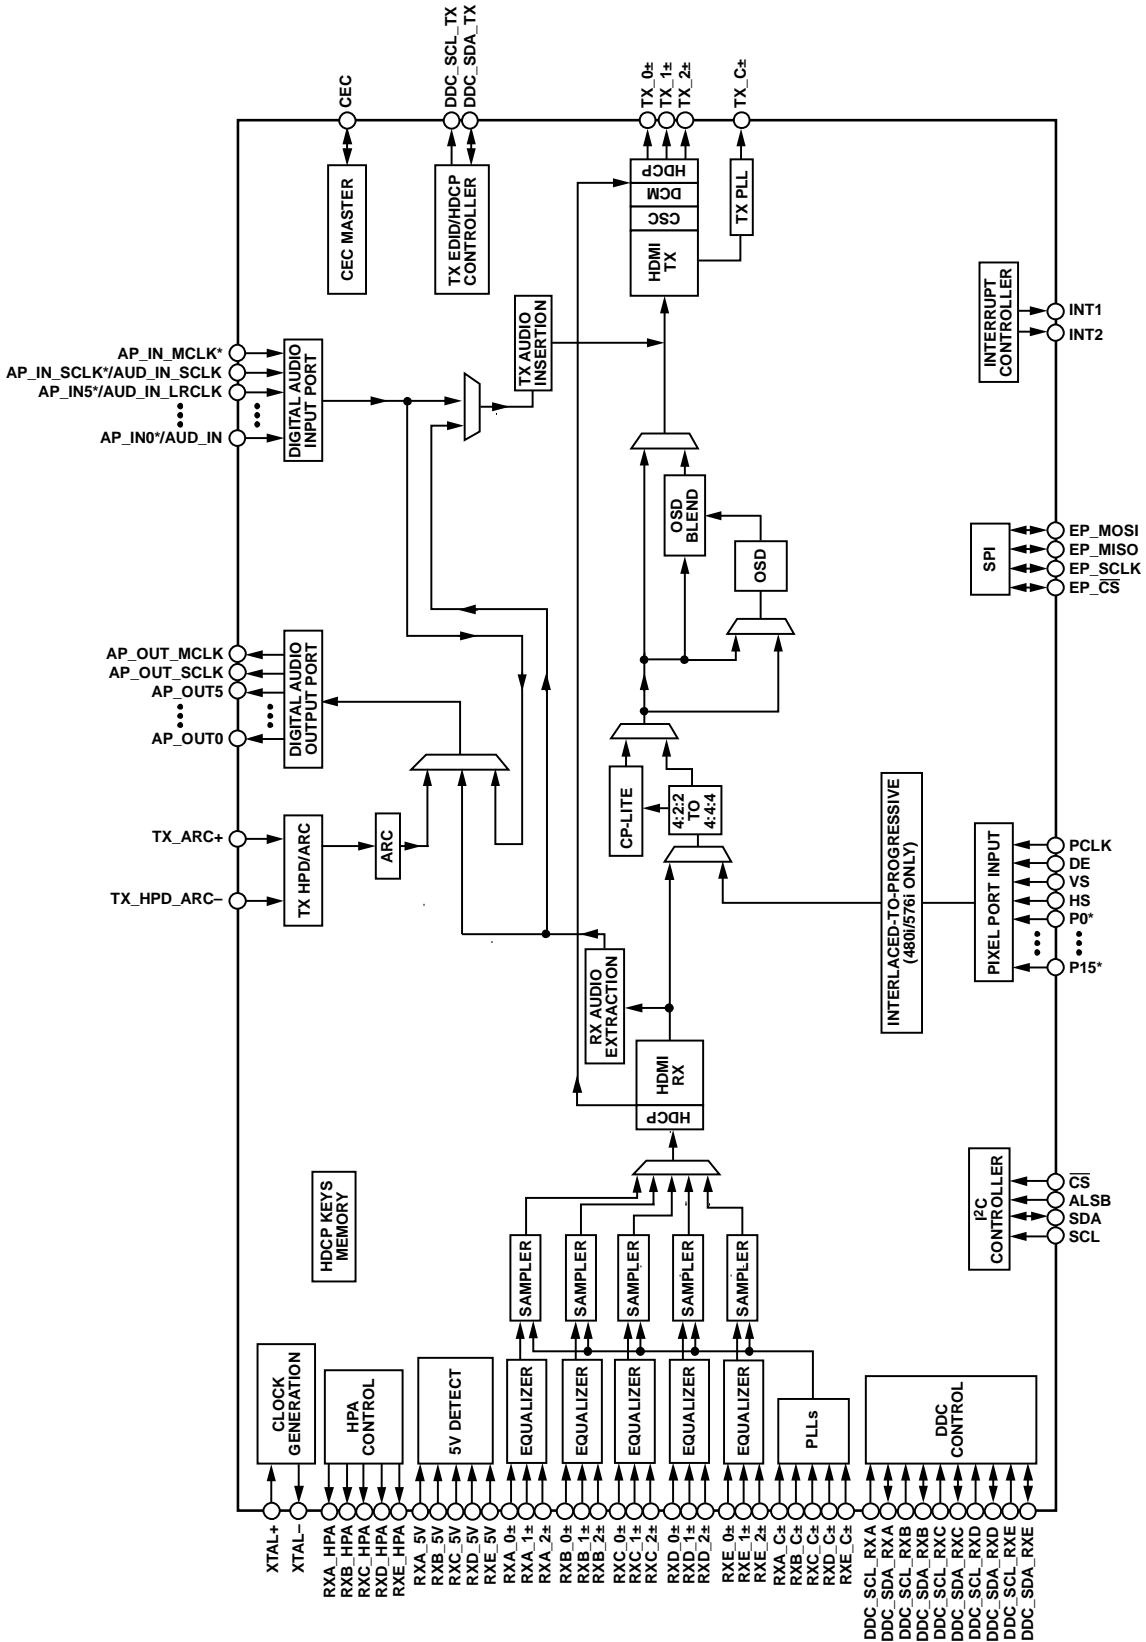 CEC
DDC_SCL_TX
DDC_SDA_TX
TX_0±
TX_1±
TX_2±
TX_C±
CEC MASTER
TX EDID/HDCP
CONTROLLER
HDCP
DCM
CSC
HDMI
TX
TX PLL
AP_IN_MCLK*
AP_IN_SCLK*/AUD_IN_SCLK
AP_IN5*/AUD_IN_LRCLK
AP_IN0*/AUD_IN
DIGITAL AUDIO
INPUT PORT
TX AUDIO
INSERTION
INTERRUPT
CONTROLLER
INT1
INT2
OSD
BLEND
OSD
SPI
EP_MOSI
EP_MISO
EP_SCLK
EP_C̅S̅
AP_OUT_MCLK
AP_OUT_SCLK
AP_OUT5
AP_OUT0
DIGITAL AUDIO
OUTPUT PORT
TX_ARC+
TX_HPD_ARC–
TX HPD/ARC
ARC
CP-LITE
4:2:2
TO
4:4:4
INTERLACED-TO-PROGRESSIVE
(480i/576i ONLY)
PIXEL PORT INPUT
PCLK
DE
VS
HS
P0*
P15*
RX AUDIO
EXTRACTION
HDMI
RX
HDCP
HDCP KEYS
MEMORY
I²C
CONTROLLER
C̅S̅
ALSB
SDA
SCL
SAMPLER
SAMPLER
SAMPLER
SAMPLER
SAMPLER
CLOCK
GENERATION
HPA
CONTROL
5V DETECT
EQUALIZER
EQUALIZER
EQUALIZER
EQUALIZER
EQUALIZER
PLLs
DDC
CONTROL
XTAL+
XTAL–
RXA_HPA
RXB_HPA
RXC_HPA
RXD_HPA
RXE_HPA
RXA_5V
RXB_5V
RXC_5V
RXD_5V
RXE_5V
RXA_0±
RXA_1±
RXA_2±
RXB_0±
RXB_1±
RXB_2±
RXC_0±
RXC_1±
RXC_2±
RXD_0±
RXD_1±
RXD_2±
RXE_0±
RXE_1±
RXE_2±
RXA_C±
RXB_C±
RXC_C±
RXD_C±
RXE_C±
DDC_SCL_RXA
DDC_SDA_RXA
DDC_SCL_RXB
DDC_SDA_RXB
DDC_SCL_RXC
DDC_SDA_RXC
DDC_SCL_RXD
DDC_SDA_RXD
DDC_SCL_RXE
DDC_SDA_RXE